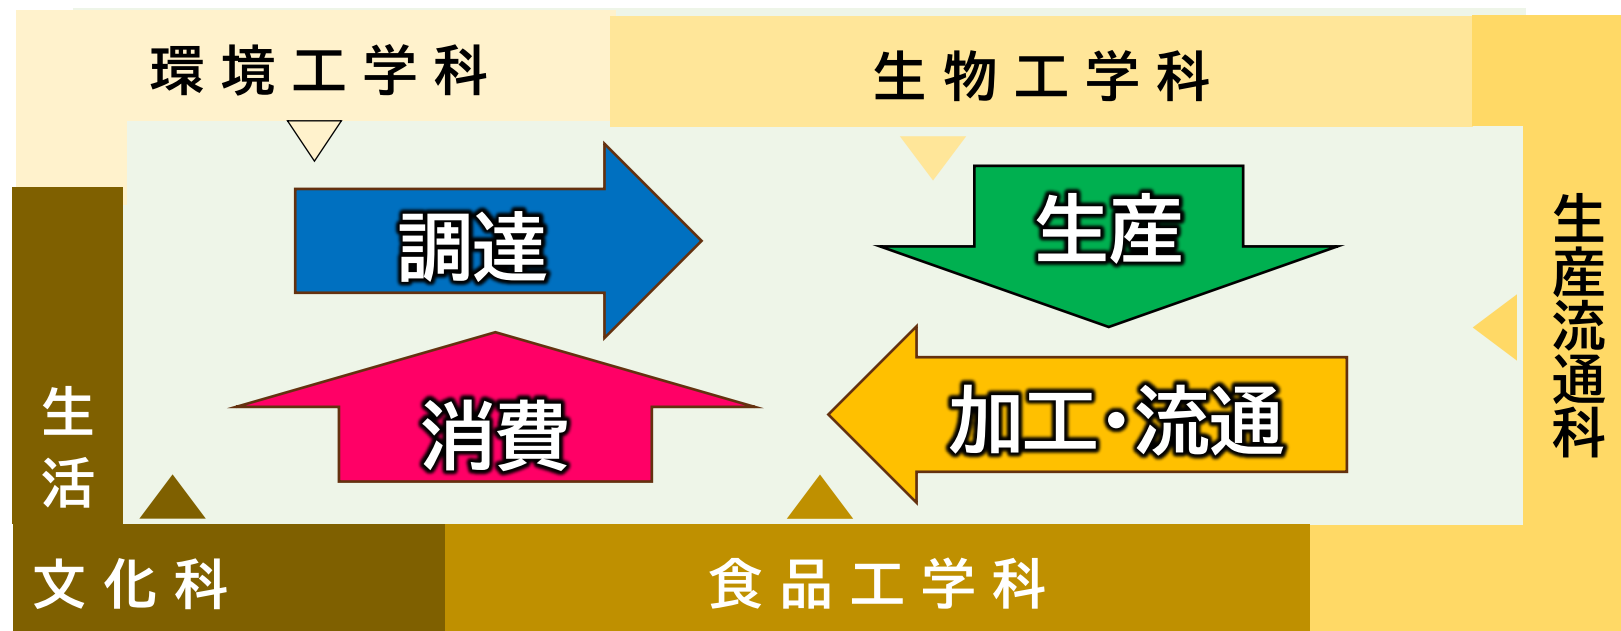 環境工学科
生物工学科
生産流通科
調達
生産
消費
加工・流通
生活
文化科
食品工学科